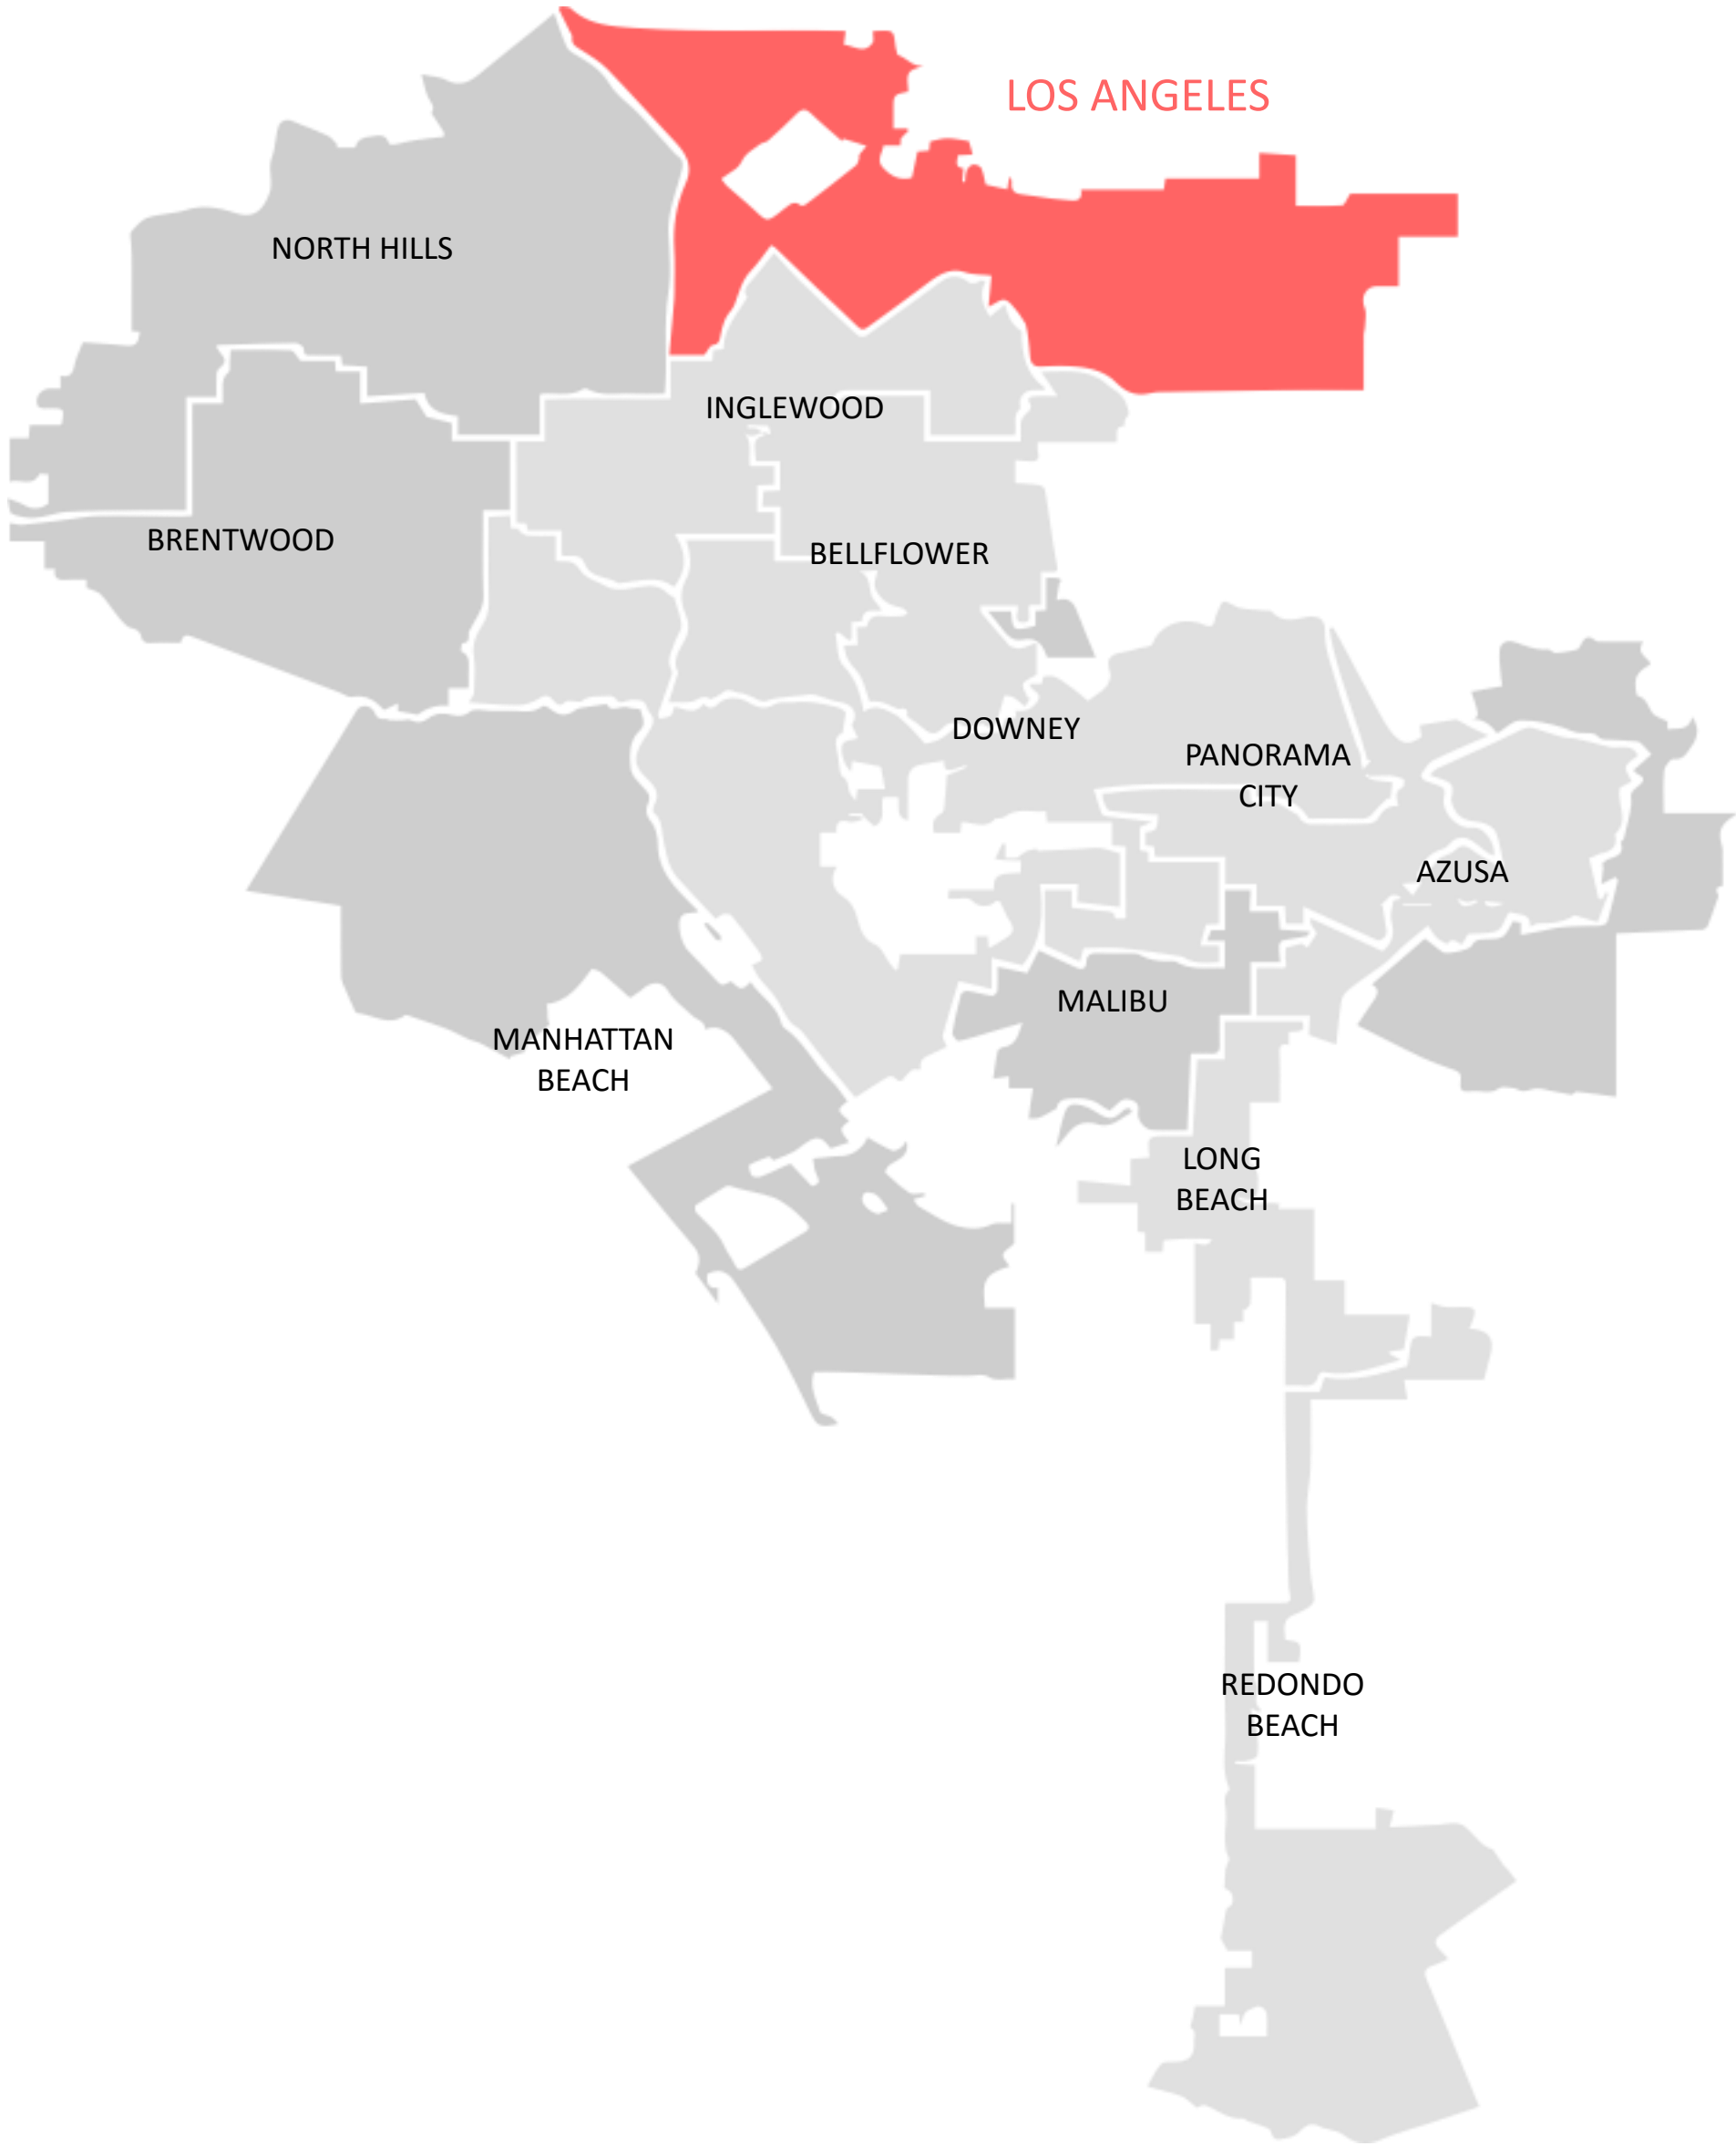 LOS ANGELES
NORTH HILLS
INGLEWOOD
BRENTWOOD
BELLFLOWER
DOWNEY
PANORAMA
CITY
AZUSA
MALIBU
MANHATTAN
BEACH
LONG
BEACH
REDONDO
BEACH